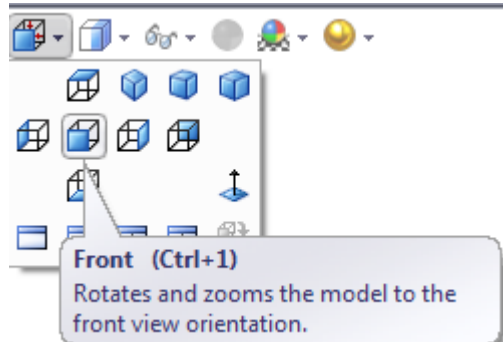 Front (Ctrl+1)
Rotates and zooms the model to the
front view orientation.